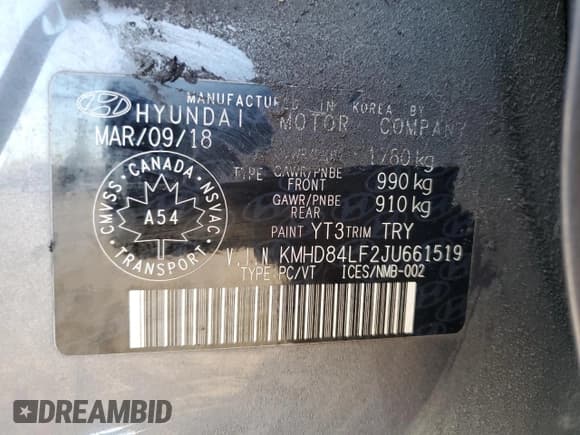 MANUFACTURED IN KOREA BY
HYUNDAI MOTOR COMPANY
MAR/09/18
1780 kg
TYPE GAWR/PNBE
FRONT 990 kg
GAWR/PNBE
REAR 910 kg
PAINT YT3 TRIM TRY
V.I.N KMHD84LF2JU661519
TYPE PC/VT ICES/NMB-002
CMVSS · CANADA · NSVAC
A54
TRANSPORT
DREAMBID